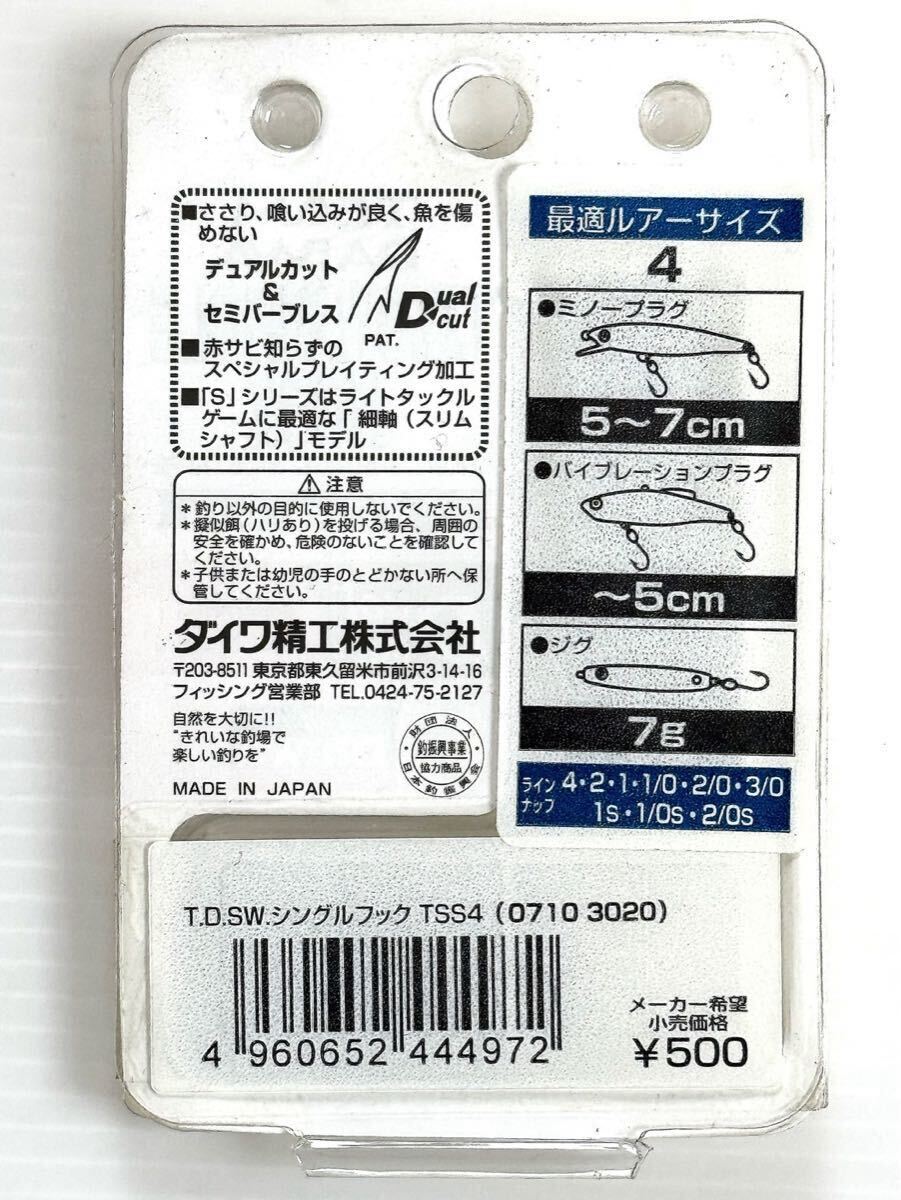 ■ささり、喰い込みが良く、魚を傷
めない
デュアルカット
&
セミバーブレス
Dual
cut
PAT.
■赤サビ知らずの
スペシャルプレイティング加工
■「S」シリーズはライトタックル
ゲームに最適な「細軸（スリム
シャフト）」モデル
⚠注意
＊釣り以外の目的に使用しないでください。
＊擬似餌（ハリあり）を投げる場合、周囲の
安全を確かめ、危険のないことを確認して
ください。
＊子供または幼児の手のとどかない所へ保
管してください。
ダイワ精工株式会社
〒203-8511 東京都東久留米市前沢3-14-16
フィッシング営業部 TEL.0424-75-2127
自然を大切に!!
"きれいな釣場で
楽しい釣りを"
MADE IN JAPAN
財団法人
釣振興事業
協力商品
日本釣振興会
最適ルアーサイズ
4
●ミノープラグ
5〜7cm
●バイブレーションプラグ
〜5cm
●ジグ
7g
ライン
ナップ
4・2・1・1/0・2/0・3/0
1S・1/0S・2/0S
T.D.SW.シングルフック TSS4（0710 3020）
4 960652 444972
メーカー希望
小売価格
¥500